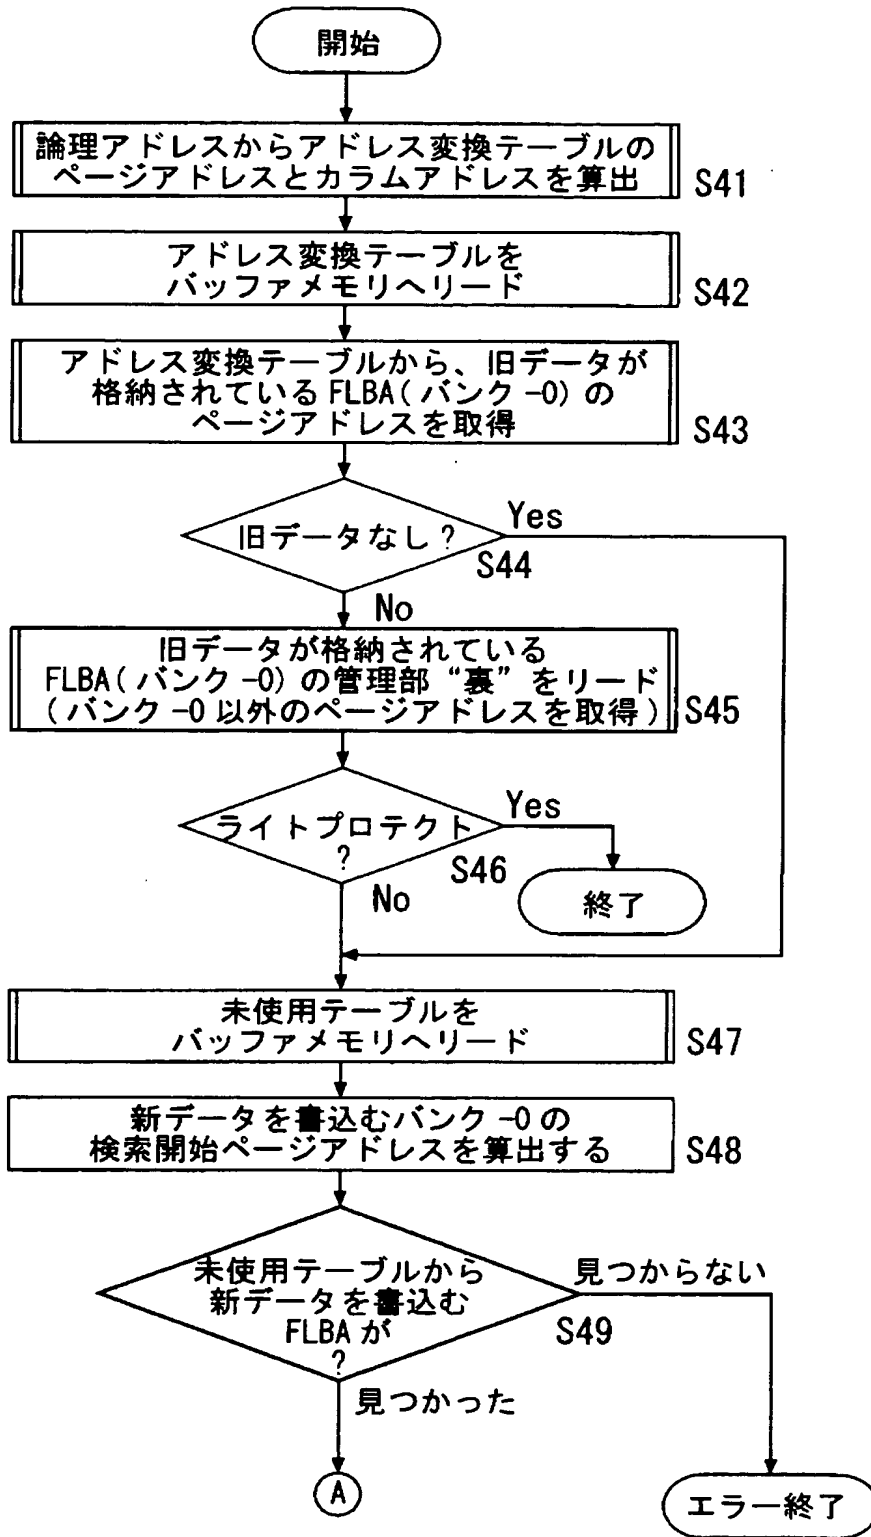 開始
論理アドレスからアドレス変換テーブルの
ページアドレスとカラムアドレスを算出
S41
アドレス変換テーブルを
バッファメモリへリード
S42
アドレス変換テーブルから、旧データが
格納されているFLBA(バンク-0)の
ページアドレスを取得
S43
旧データなし?
Yes
S44
No
旧データが格納されている
FLBA(バンク-0)の管理部“裏”をリード
(バンク-0以外のページアドレスを取得)
S45
ライトプロテクト
?
Yes
S46
No
終了
未使用テーブルを
バッファメモリへリード
S47
新データを書込むバンク-0の
検索開始ページアドレスを算出する
S48
未使用テーブルから
新データを書込む
FLBAが
?
見つからない
S49
見つかった
A
エラー終了